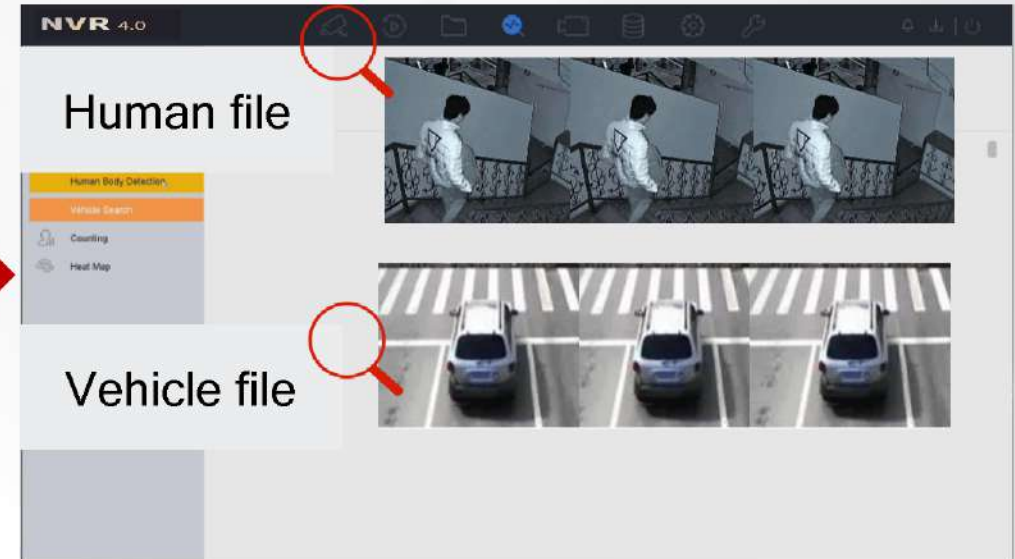 NVR 4.0
Human file
Human Body Detection
Vehicle Search
Counting
Heat Map
Vehicle file